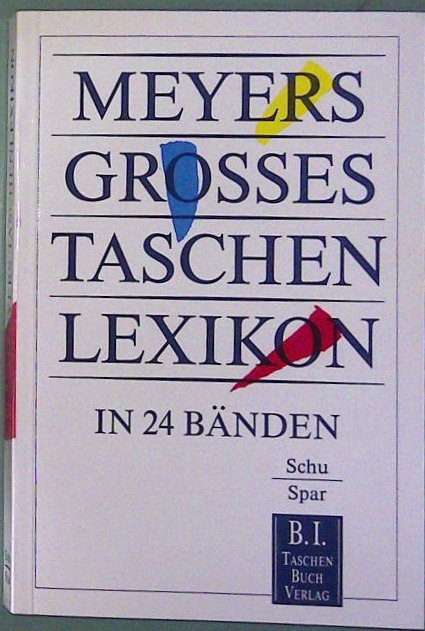 MEYERS
GROSSES
TASCHEN
LEXIKON
IN 24 BÄNDEN
Schu
Spar
B.I.
TASCHEN
BUCH
VERLAG